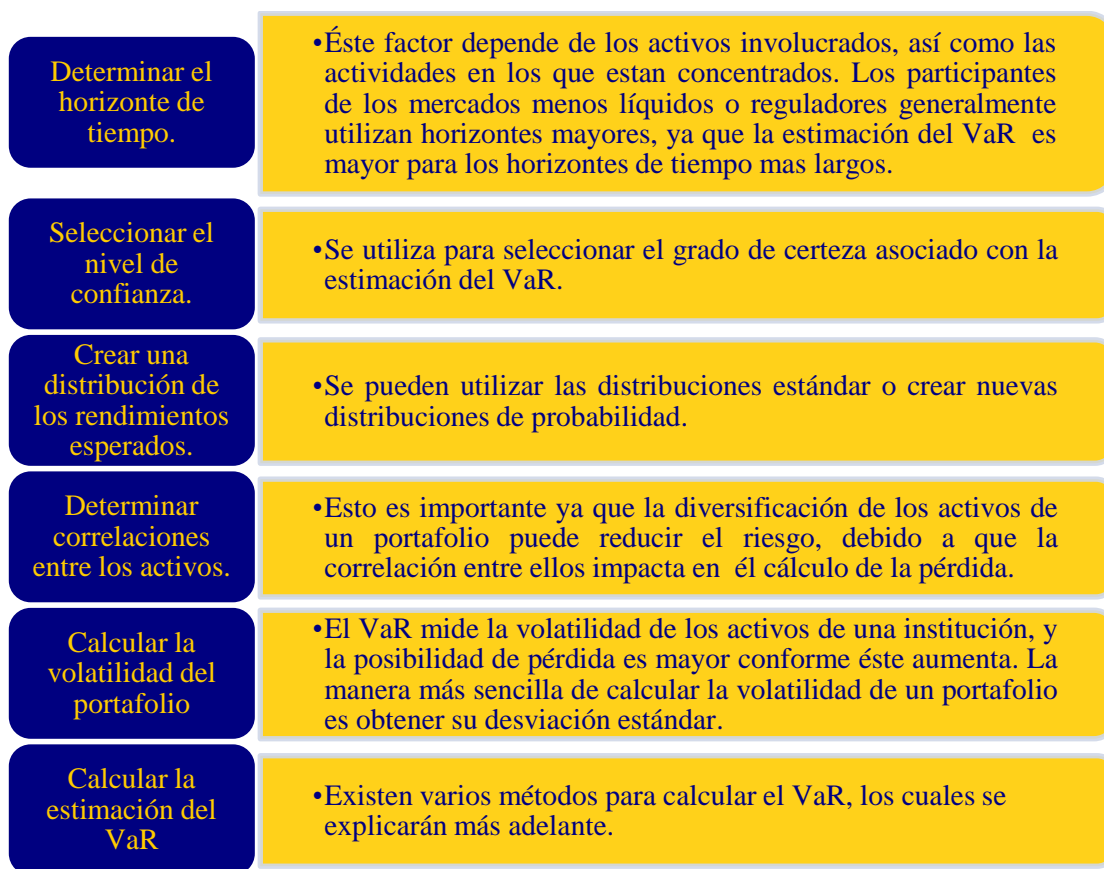 Determinar el
horizonte de
tiempo.
•Éste factor depende de los activos involucrados, así como las
actividades en los que estan concentrados. Los participantes
de los mercados menos líquidos o reguladores generalmente
utilizan horizontes mayores, ya que la estimación del VaR es
mayor para los horizontes de tiempo mas largos.
Seleccionar el
nivel de
confianza.
•Se utiliza para seleccionar el grado de certeza asociado con la
estimación del VaR.
Crear una
distribución de
los rendimientos
esperados.
•Se pueden utilizar las distribuciones estándar o crear nuevas
distribuciones de probabilidad.
Determinar
correlaciones
entre los activos.
•Esto es importante ya que la diversificación de los activos de
un portafolio puede reducir el riesgo, debido a que la
correlación entre ellos impacta en él cálculo de la pérdida.
Calcular la
volatilidad del
portafolio
•El VaR mide la volatilidad de los activos de una institución, y
la posibilidad de pérdida es mayor conforme éste aumenta. La
manera más sencilla de calcular la volatilidad de un portafolio
es obtener su desviación estándar.
Calcular la
estimación del
VaR
•Existen varios métodos para calcular el VaR, los cuales se
explicarán más adelante.